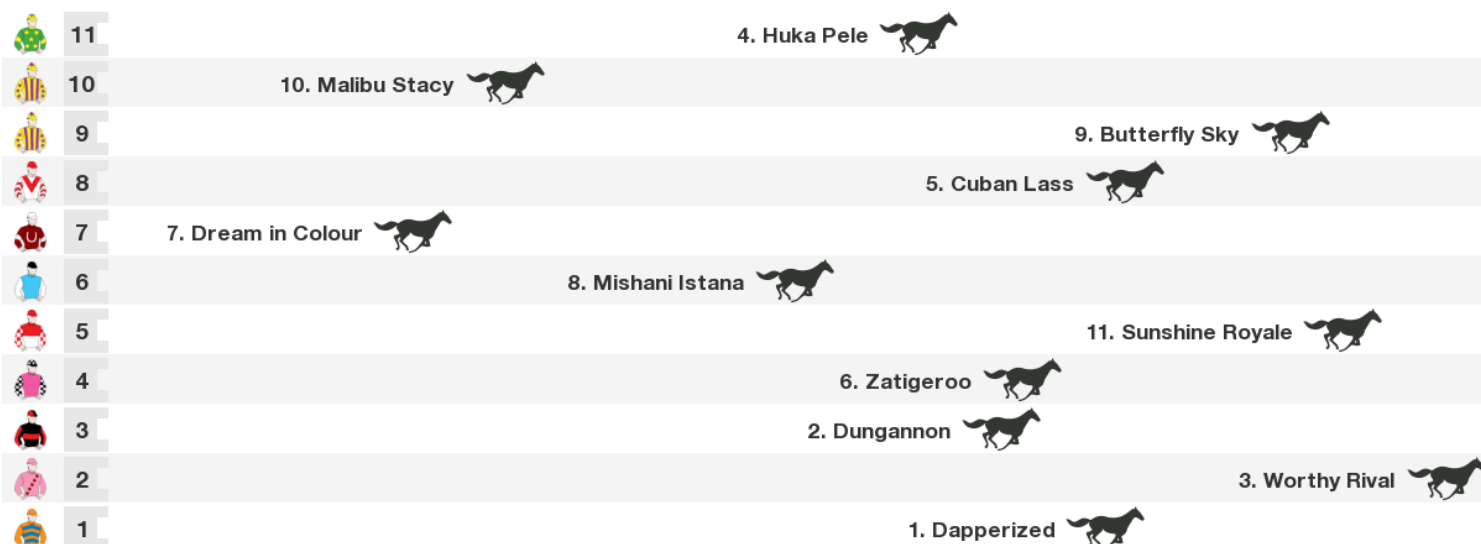 11 4. Huka Pele
10 10. Malibu Stacy
9 9. Butterfly Sky
8 5. Cuban Lass
7 7. Dream in Colour
6 8. Mishani Istana
5 11. Sunshine Royale
4 6. Zatigeroo
3 2. Dungannon
2 3. Worthy Rival
1 1. Dapperized